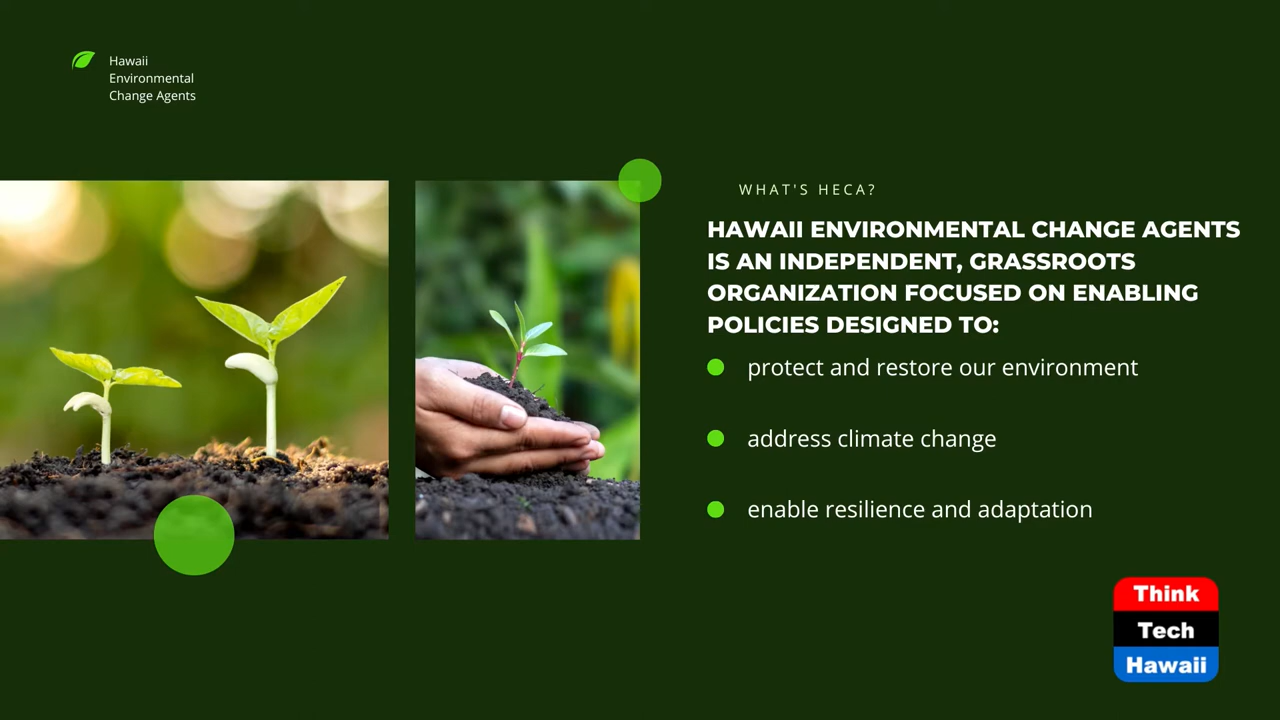 Hawaii
Environmental
Change Agents
WHAT'S HECA?
HAWAII ENVIRONMENTAL CHANGE AGENTS
IS AN INDEPENDENT, GRASSROOTS
ORGANIZATION FOCUSED ON ENABLING
POLICIES DESIGNED TO:
protect and restore our environment
address climate change
enable resilience and adaptation
Think
Tech
Hawaii